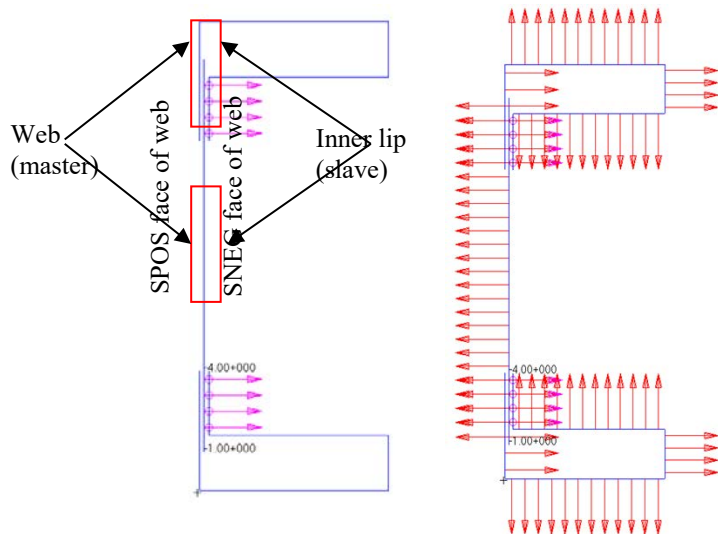 Web
(master)
SPOS face of web
SNEG face of web
Inner lip
(slave)
-4.00+000
-1.00+000
-4.00+000
-1.00+000